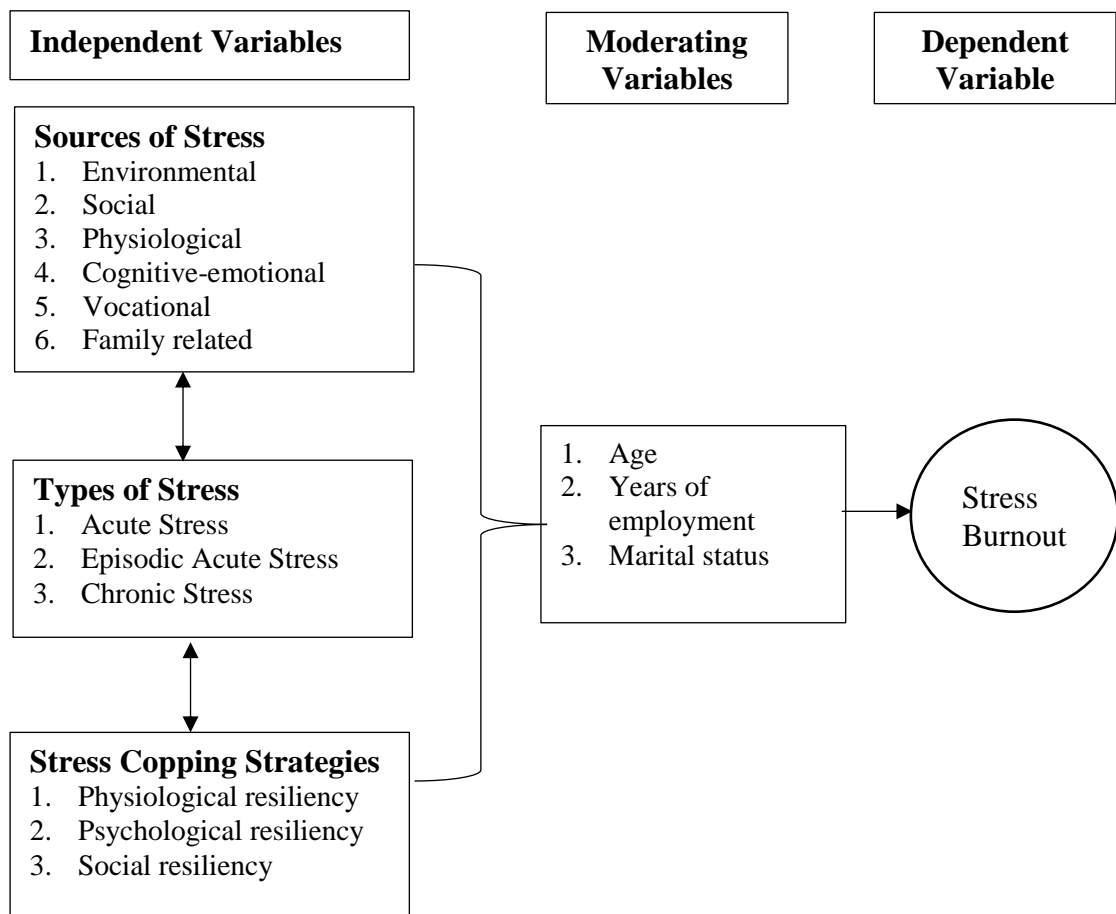 Independent Variables
Moderating
Variables
Dependent
Variable
Sources of Stress
1. Environmental
2. Social
3. Physiological
4. Cognitive-emotional
5. Vocational
6. Family related
Types of Stress
1. Acute Stress
2. Episodic Acute Stress
3. Chronic Stress
Stress Copping Strategies
1. Physiological resiliency
2. Psychological resiliency
3. Social resiliency
1. Age
2. Years of
employment
3. Marital status
Stress
Burnout